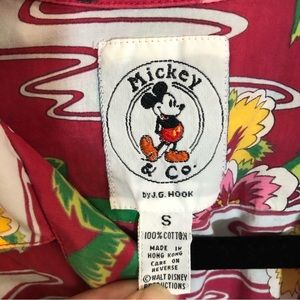 Mickey
& Co.
BY J.G. HOOK
S
100% COTTON
MADE IN
HONG KONG
CARE ON
REVERSE
©WALT DISNEY
PRODUCTIONS